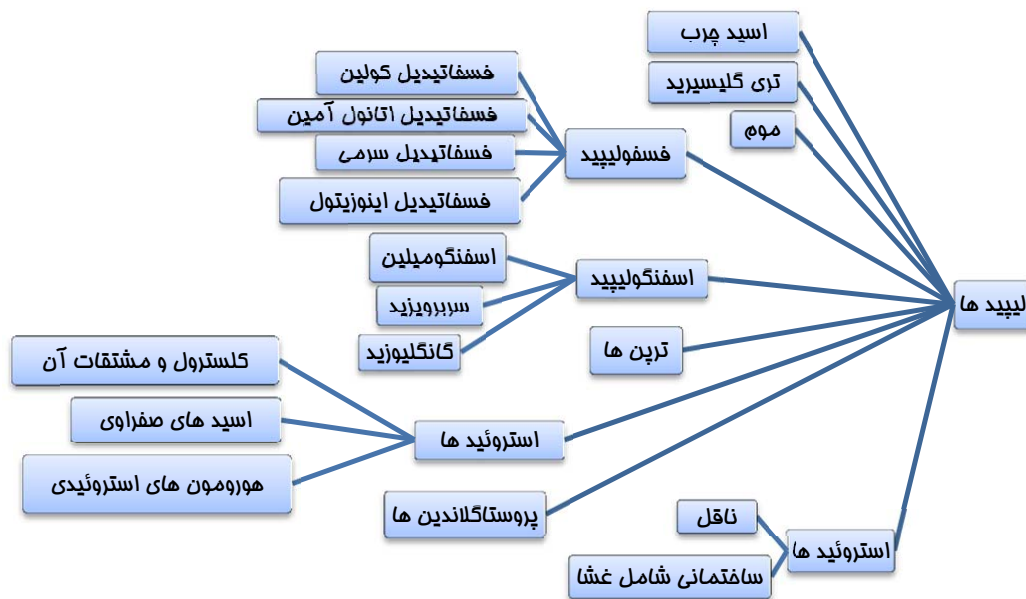 لیپید ها
اسید چرب
تری گلیسیرید
موم
فسفولیپید
فسفاتیدیل کولین
فسفاتیدیل اتانول آمین
فسفاتیدیل سرمی
فسفاتیدیل اینوزیتول
اسفنگولیپید
اسفنگومیلین
سربرویزید
گانگلیوزید
ترپن ها
استروئید ها
کلسترول و مشتقات آن
اسید های صفراوی
هورومون های استروئیدی
پروستاگلاندین ها
استروئید ها
ناقل
ساختمانی شامل غشا